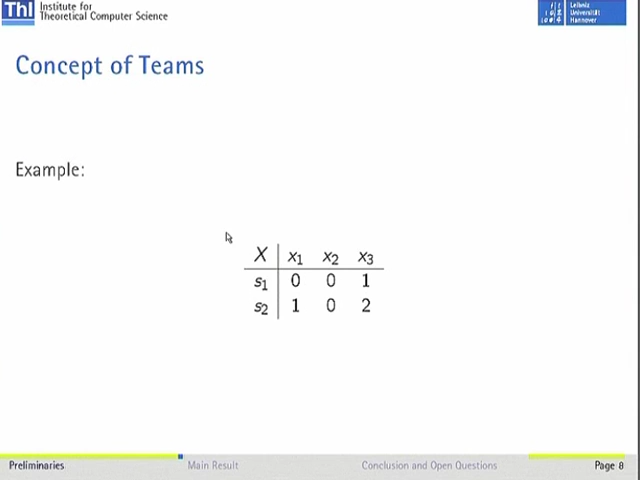 ThI Institute for
Theoretical Computer Science
Leibniz
Universität
Hannover
Concept of Teams
Example:
X x1 x2 x3
s1 0 0 1
s2 1 0 2
Preliminaries Main Result Conclusion and Open Questions Page 8